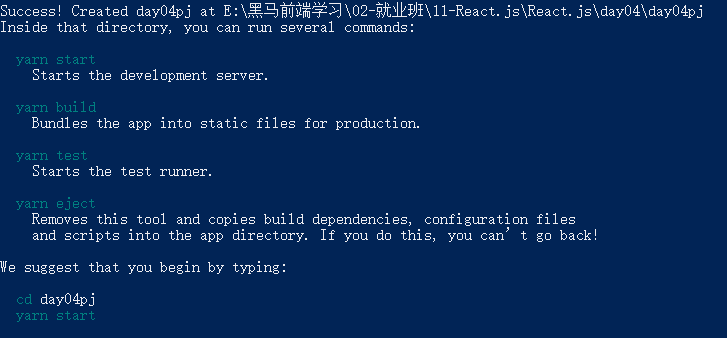 Success! Created day04pj at E:\黑马前端学习\02-就业班\11-React.js\React.js\day04\day04pj
Inside that directory, you can run several commands:
yarn start
Starts the development server.
yarn build
Bundles the app into static files for production.
yarn test
Starts the test runner.
yarn eject
Removes this tool and copies build dependencies, configuration files
and scripts into the app directory. If you do this, you can’t go back!
We suggest that you begin by typing:
cd day04pj
yarn start